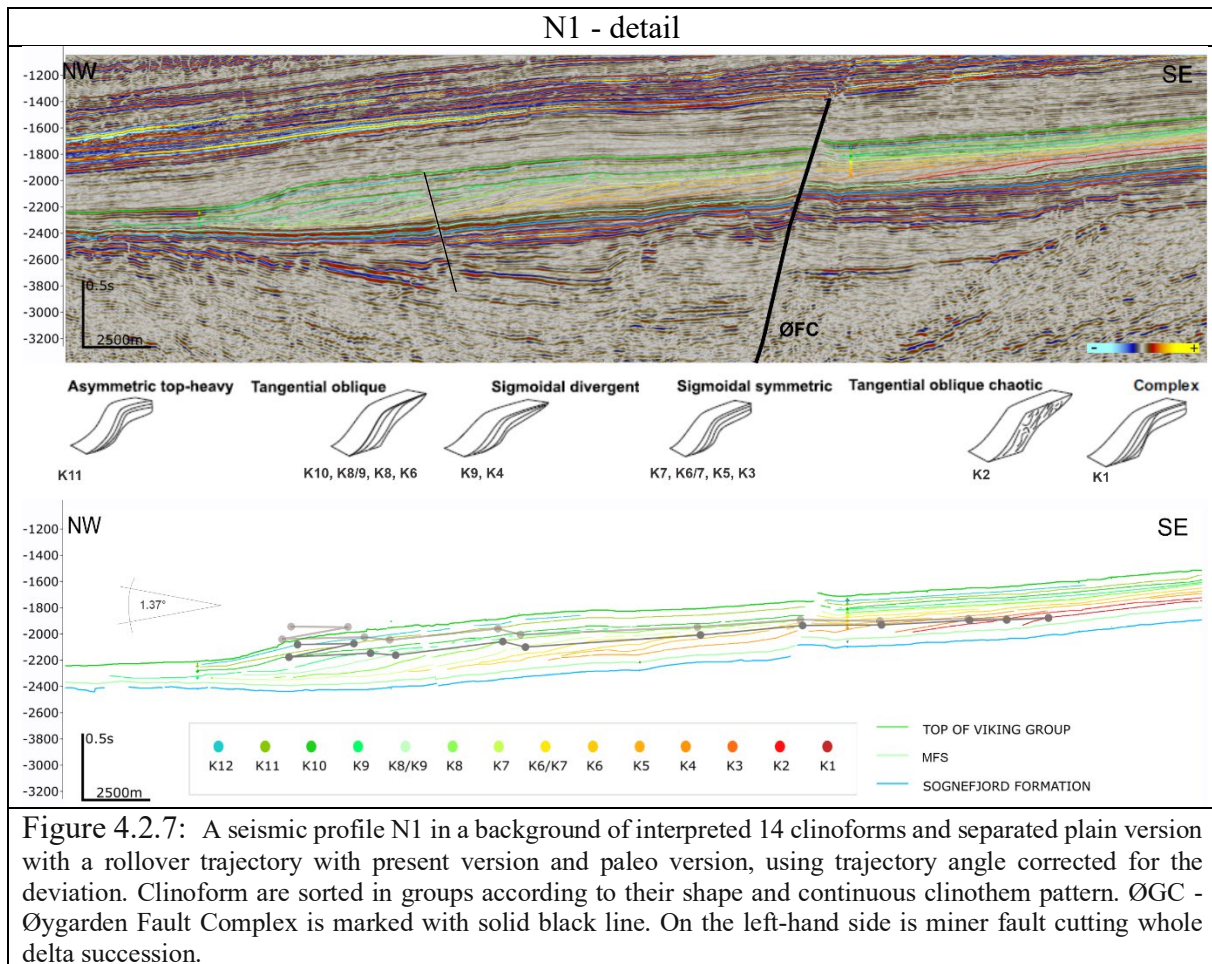 N1 - detail
NW
SE
-1200
-1400
-1600
-1800
-2000
-2200
-2400
-2600
-2800
-3000
-3200
0.5s
2500m
ØFC
- +
Asymmetric top-heavy Tangential oblique Sigmoidal divergent Sigmoidal symmetric Tangential oblique chaotic Complex
K11 K10, K8/9, K8, K6 K9, K4 K7, K6/7, K5, K3 K2 K1
NW
SE
-1200
-1400
-1600
-1800
-2000
-2200
-2400
-2600
-2800
-3000
-3200
1.37°
0.5s
2500m
K12 K11 K10 K9 K8/K9 K8 K7 K6/K7 K6 K5 K4 K3 K2 K1
TOP OF VIKING GROUP
MFS
SOGNEFJORD FORMATION
Figure 4.2.7: A seismic profile N1 in a background of interpreted 14 clinoforms and separated plain version
with a rollover trajectory with present version and paleo version, using trajectory angle corrected for the
deviation. Clinoform are sorted in groups according to their shape and continuous clinothem pattern. ØGC -
Øygarden Fault Complex is marked with solid black line. On the left-hand side is miner fault cutting whole
delta succession.